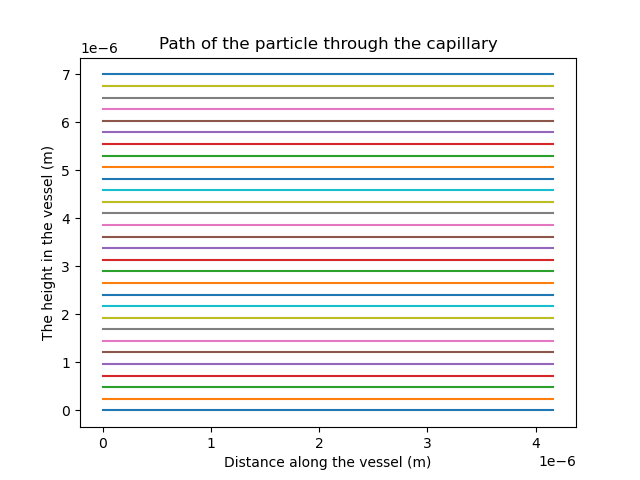 Path of the particle through the capillary
1e−6
7
6
5
4
3
2
1
0
The height in the vessel (m)
0 1 2 3 4
1e−6
Distance along the vessel (m)